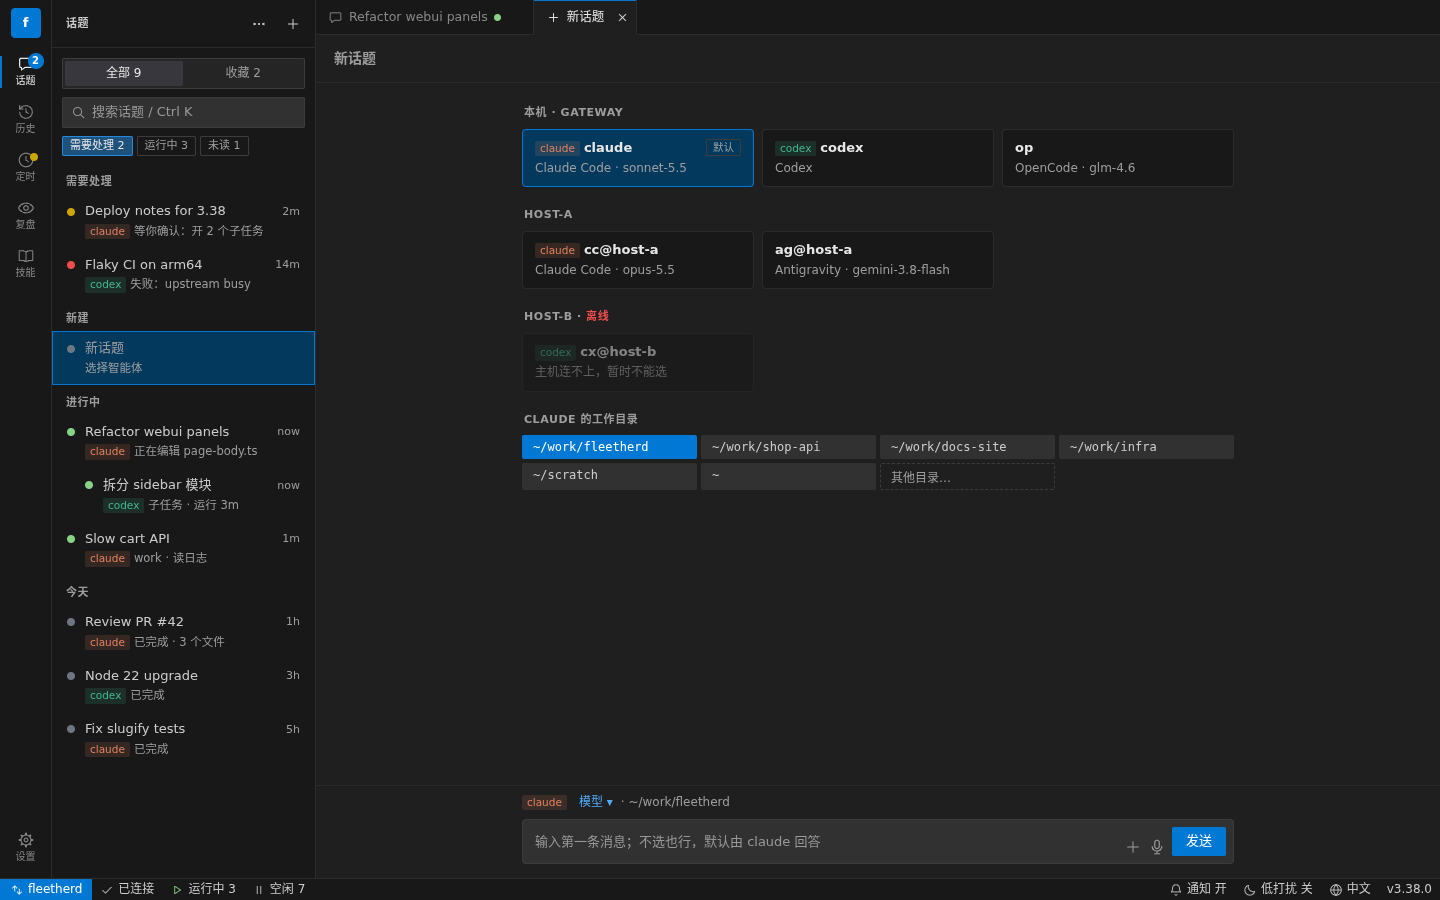 f
2
话题
历史
定时
复盘
技能
设置
话题
全部 9
收藏 2
搜索话题 / Ctrl K
需要处理 2
运行中 3
未读 1
需要处理
Deploy notes for 3.38 2m
claude 等你确认：开 2 个子任务
Flaky CI on arm64 14m
codex 失败：upstream busy
新建
新话题
选择智能体
进行中
Refactor webui panels now
claude 正在编辑 page-body.ts
拆分 sidebar 模块 now
codex 子任务 · 运行 3m
Slow cart API 1m
claude work · 读日志
今天
Review PR #42 1h
claude 已完成 · 3 个文件
Node 22 upgrade 3h
codex 已完成
Fix slugify tests 5h
claude 已完成
Refactor webui panels
新话题
新话题
本机 · GATEWAY
claude claude 默认
Claude Code · sonnet-5.5
codex codex
Codex
op
OpenCode · glm-4.6
HOST-A
claude cc@host-a
Claude Code · opus-5.5
ag@host-a
Antigravity · gemini-3.8-flash
HOST-B · 离线
codex cx@host-b
主机连不上，暂时不能选
CLAUDE 的工作目录
~/work/fleetherd
~/work/shop-api
~/work/docs-site
~/work/infra
~/scratch
~
其他目录…
claude 模型 ▾ · ~/work/fleetherd
输入第一条消息；不选也行，默认由 claude 回答
发送
fleetherd
已连接
运行中 3
空闲 7
通知 开
低打扰 关
中文
v3.38.0